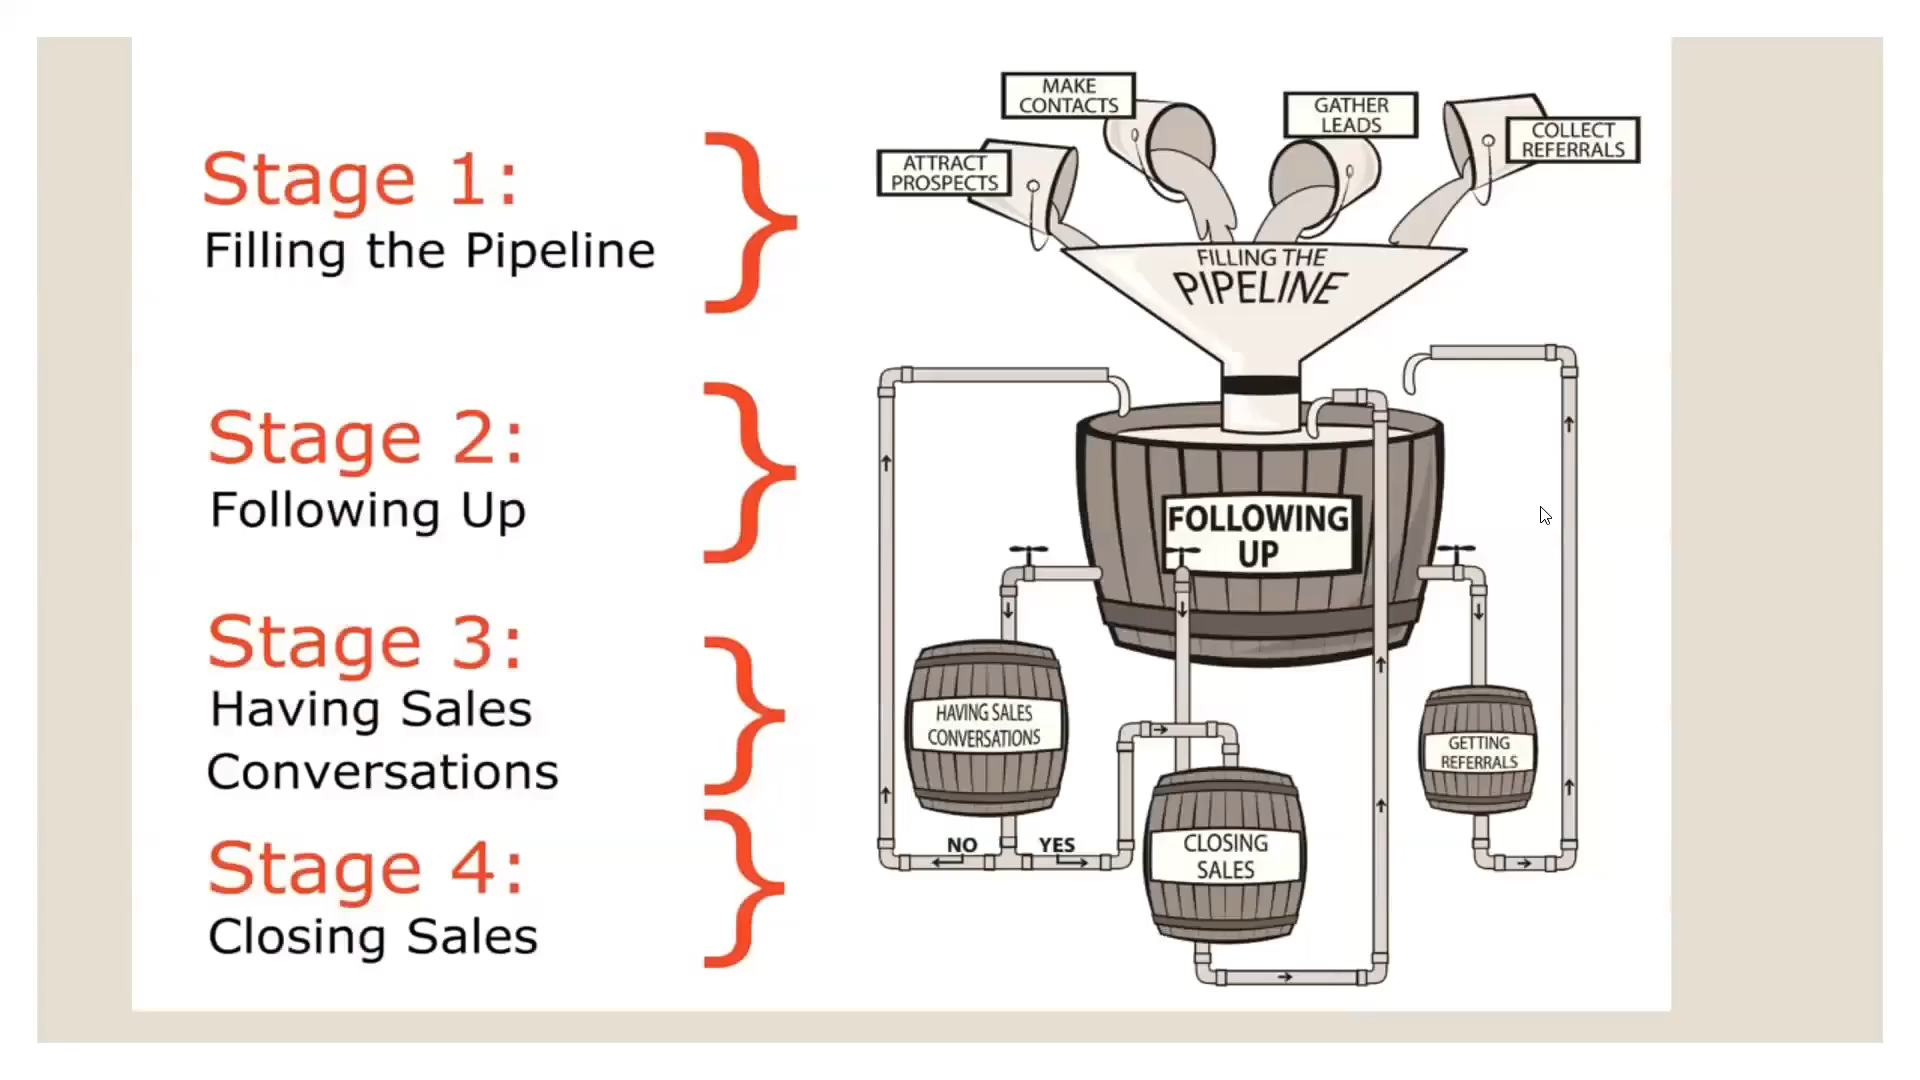 Stage 1:
Filling the Pipeline
Stage 2:
Following Up
Stage 3:
Having Sales
Conversations
Stage 4:
Closing Sales
MAKE
CONTACTS
GATHER
LEADS
COLLECT
REFERRALS
ATTRACT
PROSPECTS
FILLING THE
PIPELINE
FOLLOWING
UP
HAVING SALES
CONVERSATIONS
GETTING
REFERRALS
NO
YES
CLOSING
SALES